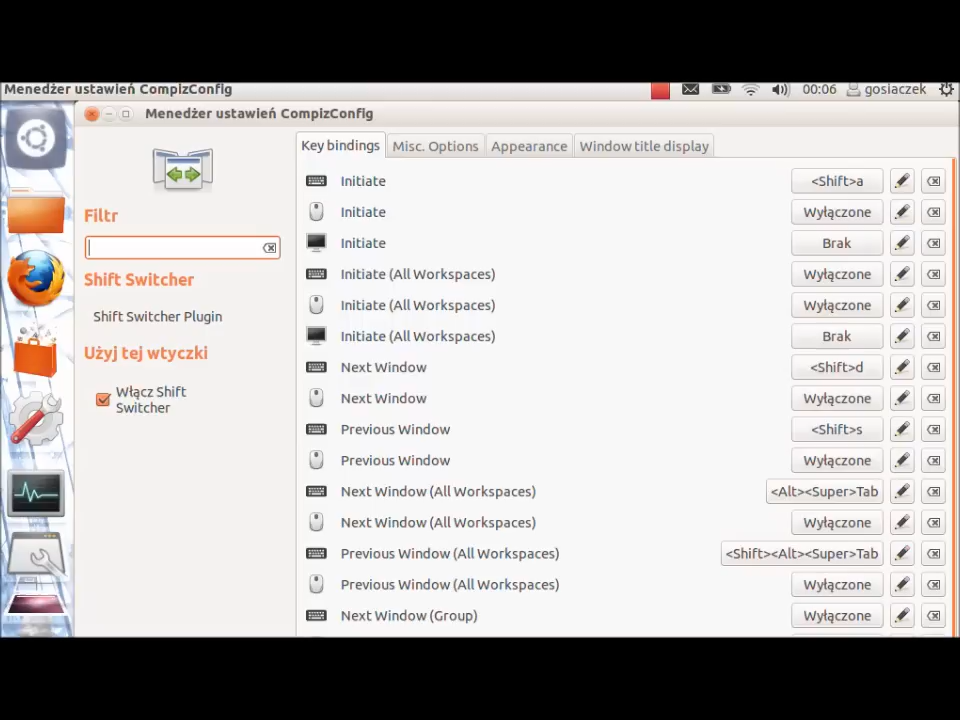 Menedżer ustawień CompizConfig
00:06 gosiaczek
Menedżer ustawień CompizConfig
Filtr
Shift Switcher
Shift Switcher Plugin
Użyj tej wtyczki
Włącz Shift
Switcher
Key bindings Misc. Options Appearance Window title display
Initiate <Shift>a
Initiate Wyłączone
Initiate Brak
Initiate (All Workspaces) Wyłączone
Initiate (All Workspaces) Wyłączone
Initiate (All Workspaces) Brak
Next Window <Shift>d
Next Window Wyłączone
Previous Window <Shift>s
Previous Window Wyłączone
Next Window (All Workspaces) <Alt><Super>Tab
Next Window (All Workspaces) Wyłączone
Previous Window (All Workspaces) <Shift><Alt><Super>Tab
Previous Window (All Workspaces) Wyłączone
Next Window (Group) Wyłączone